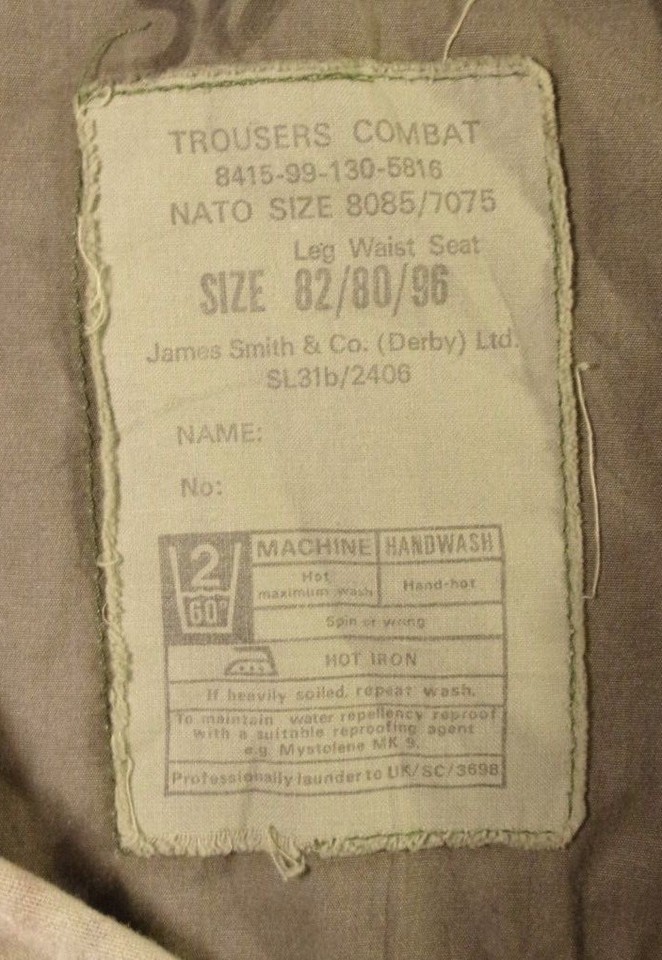 TROUSERS COMBAT
8415-99-130-5816
NATO SIZE 8085/7075
Leg Waist Seat
SIZE 82/80/96
James Smith & Co. (Derby) Ltd.
SL31b/2406
NAME:
No:
2
60°
MACHINE HANDWASH
Hot maximum wash
Hand-hot
Spin or wring
HOT IRON
If heavily soiled, repeat wash.
To maintain water repellency reproof
with a suitable reproofing agent
e.g. Mystolene MK 9.
Professionally launder to UK/SC/3698